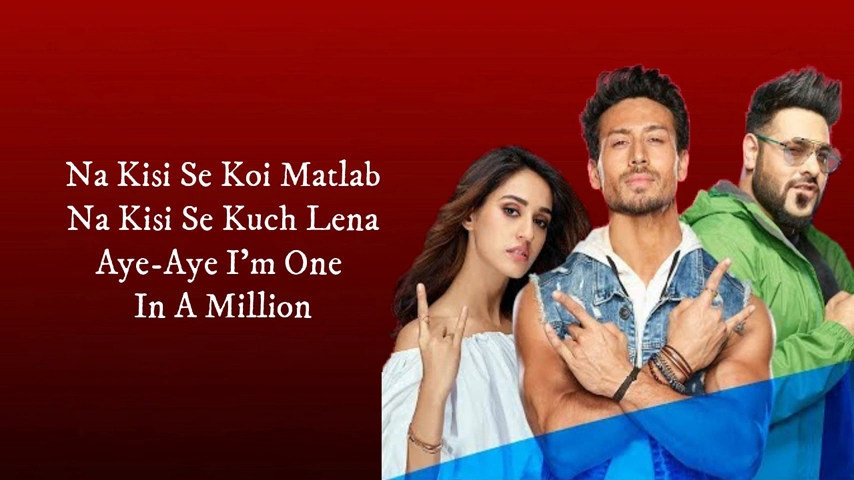 Na Kisi Se Koi Matlab
Na Kisi Se Kuch Lena
Aye-Aye I'm One
In A Million